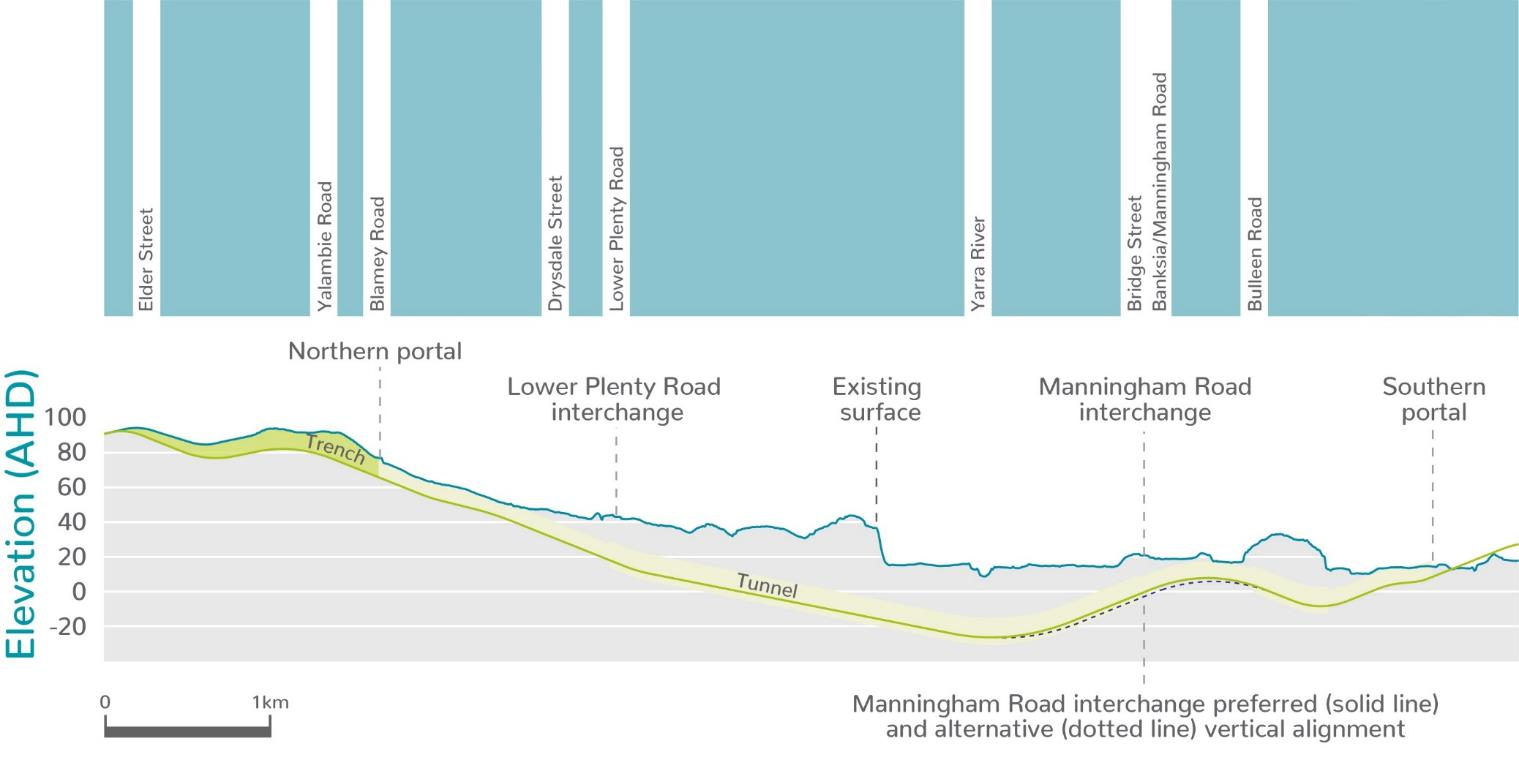 Elder Street
Yalambie Road
Blamey Road
Drysdale Street
Lower Plenty Road
Yarra River
Bridge Street
Banksia/Manningham Road
Bulleen Road
Northern portal
Lower Plenty Road
interchange
Existing
surface
Manningham Road
interchange
Southern
portal
Elevation (AHD)
100
80
60
40
20
0
-20
Trench
Tunnel
0
1km
Manningham Road interchange preferred (solid line)
and alternative (dotted line) vertical alignment